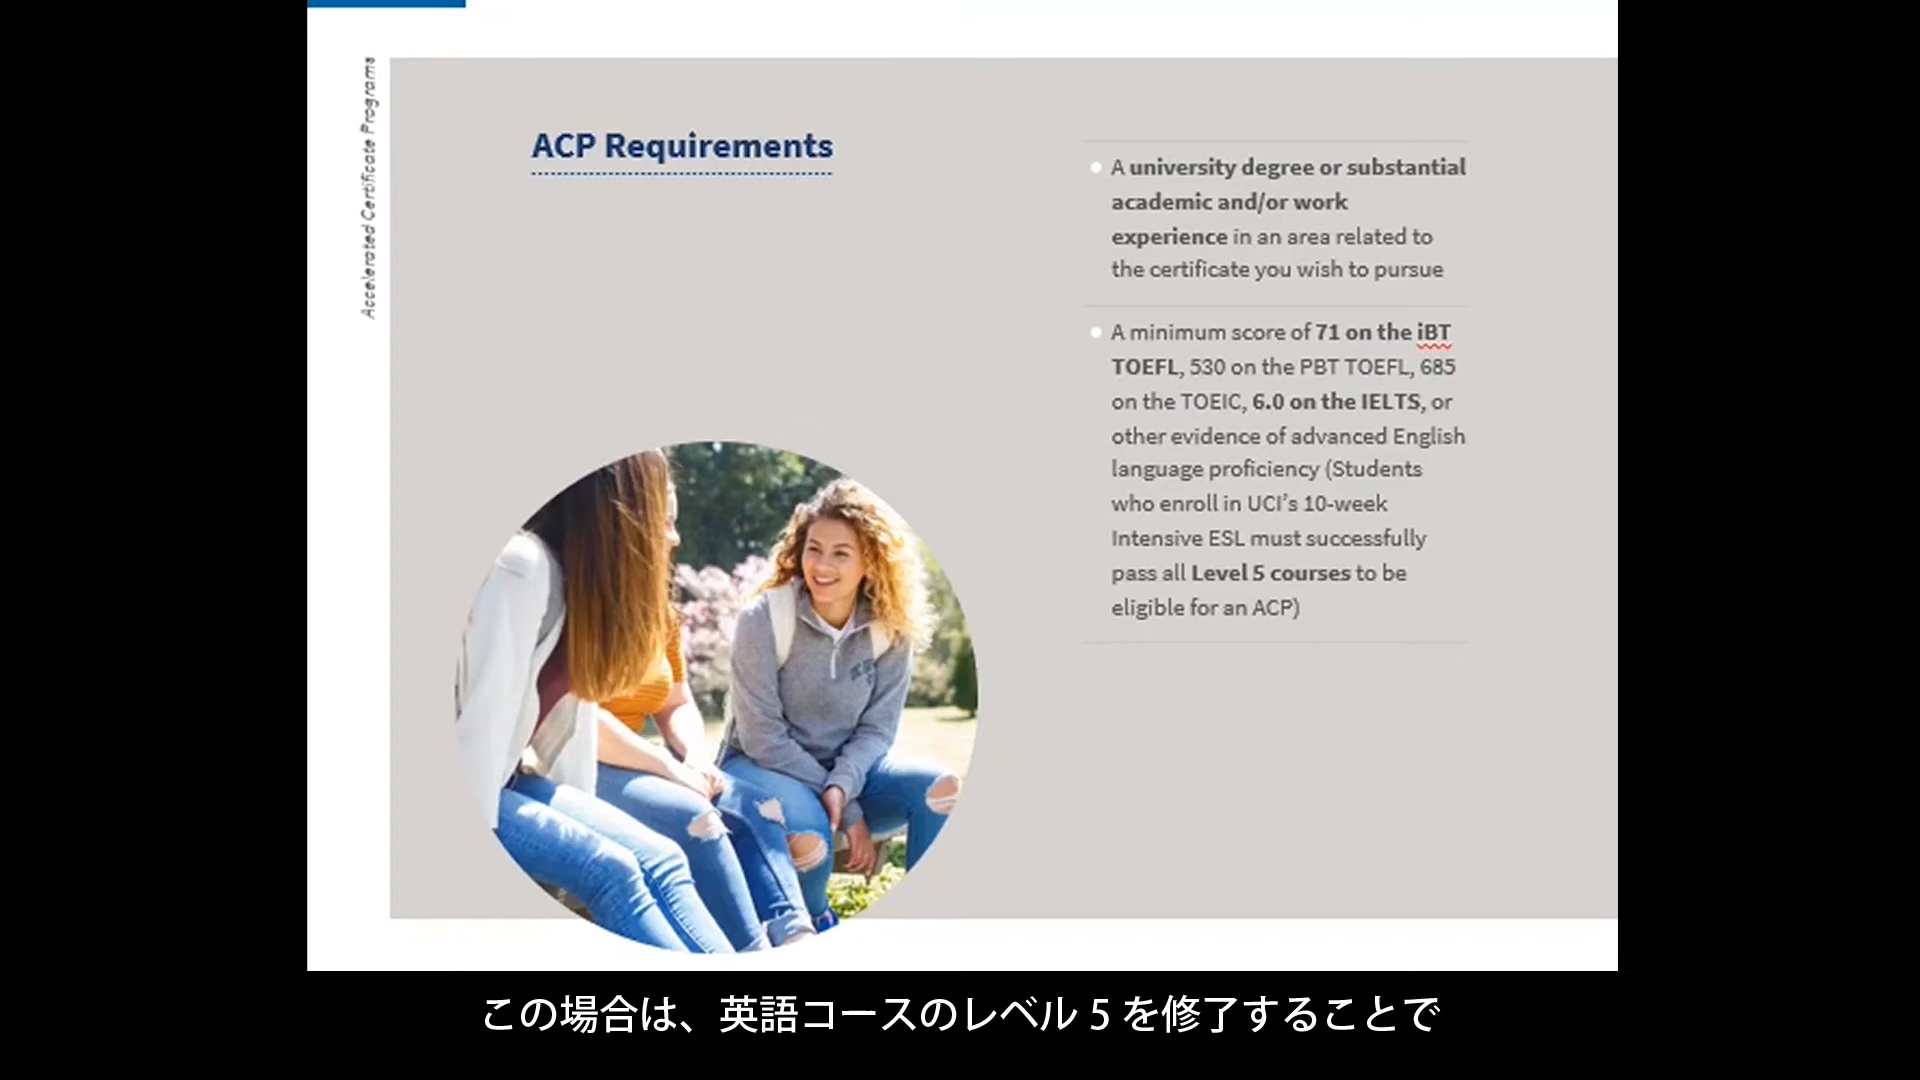 Accelerated Certificate Programs
ACP Requirements
A university degree or substantial
academic and/or work
experience in an area related to
the certificate you wish to pursue
A minimum score of 71 on the iBT
TOEFL, 530 on the PBT TOEFL, 685
on the TOEIC, 6.0 on the IELTS, or
other evidence of advanced English
language proficiency (Students
who enroll in UCI’s 10-week
Intensive ESL must successfully
pass all Level 5 courses to be
eligible for an ACP)
この場合は、英語コースのレベル 5 を修了することで